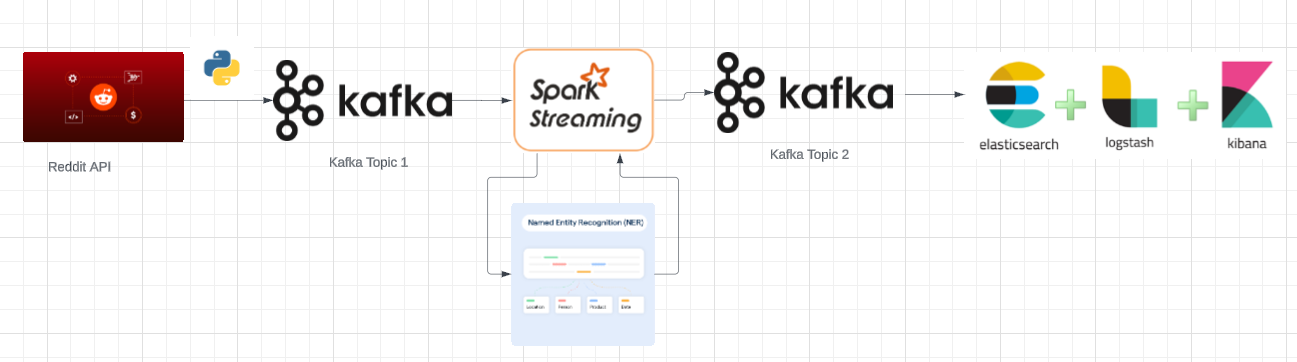 Reddit API
kafka
Kafka Topic 1
Spark
Streaming
kafka
Kafka Topic 2
elasticsearch
logstash
kibana
Named Entity Recognition (NER)
Location
Person
Product
Date